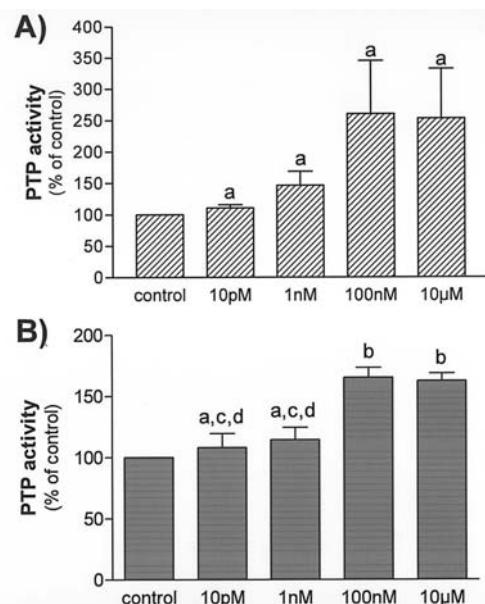 A)
PTP activity
(% of control)
400
350
300
250
200
150
100
50
0
a
a
a
a
control 10pM 1nM 100nM 10µM
B)
PTP activity
(% of control)
200
150
100
50
0
a,c,d
a,c,d
b
b
control 10pM 1nM 100nM 10µM